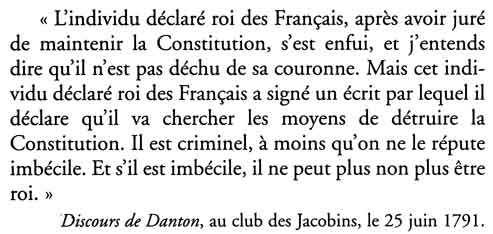 « L'individu déclaré roi des Français, après avoir juré
de maintenir la Constitution, s'est enfui, et j'entends
dire qu'il n'est pas déchu de sa couronne. Mais cet indi-
vidu déclaré roi des Français a signé un écrit par lequel il
déclare qu'il va chercher les moyens de détruire la
Constitution. Il est criminel, à moins qu'on ne le répute
imbécile. Et s'il est imbécile, il ne peut plus non plus être
roi. »
Discours de Danton, au club des Jacobins, le 25 juin 1791.